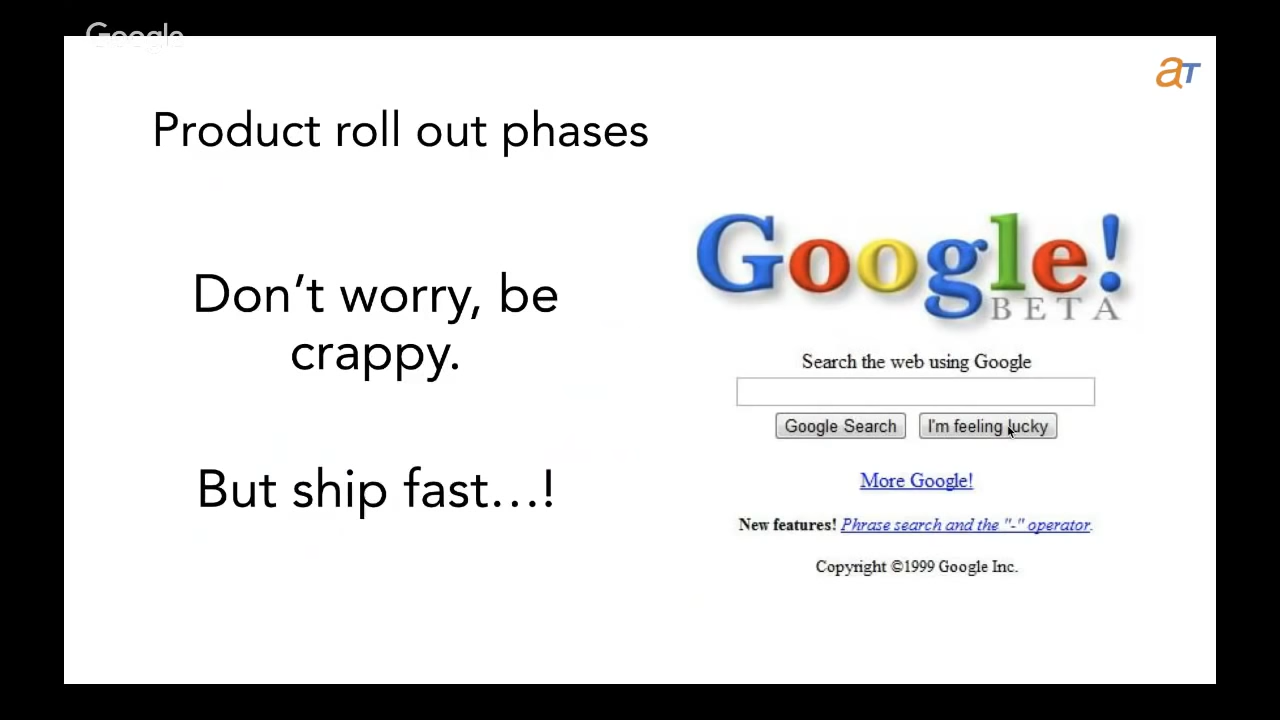 Google
aT
Product roll out phases
Don't worry, be
crappy.
But ship fast...!
Google!
BETA
Search the web using Google
Google Search
I'm feeling lucky
More Google!
New features! Phrase search and the "-" operator.
Copyright ©1999 Google Inc.